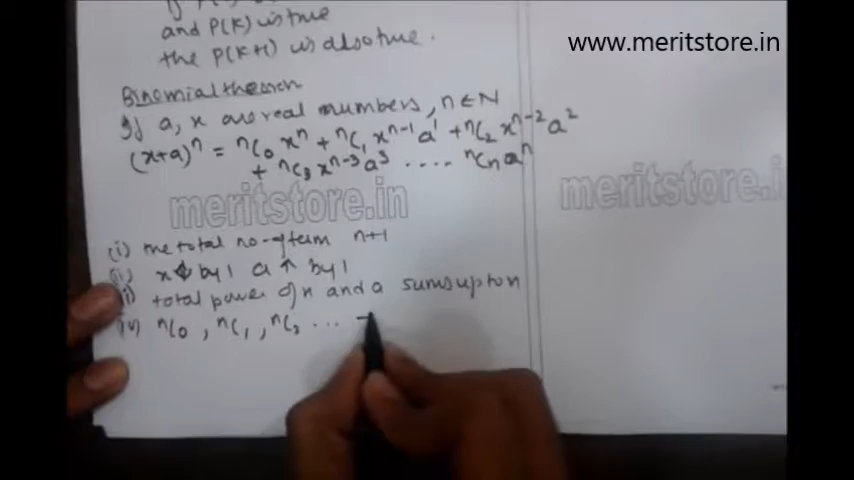 and P(K) is true
the P(K+1) is also true.
www.meritstore.in
Binomial theorem
If a, x are real numbers, n ∈ N
(x+a)ⁿ = ⁿC₀ xⁿ + ⁿC₁ xⁿ⁻¹ a¹ + ⁿC₂ xⁿ⁻² a²
+ ⁿC₃ xⁿ⁻³ a³ .... ⁿCₙ aⁿ
meritstore.in meritstore.in
(i) the total no-of term n+1
(ii) x ↓ by 1 a ↑ by 1
total power of x and a sums up to n
(iv) ⁿC₀, ⁿC₁, ⁿC₂ ...